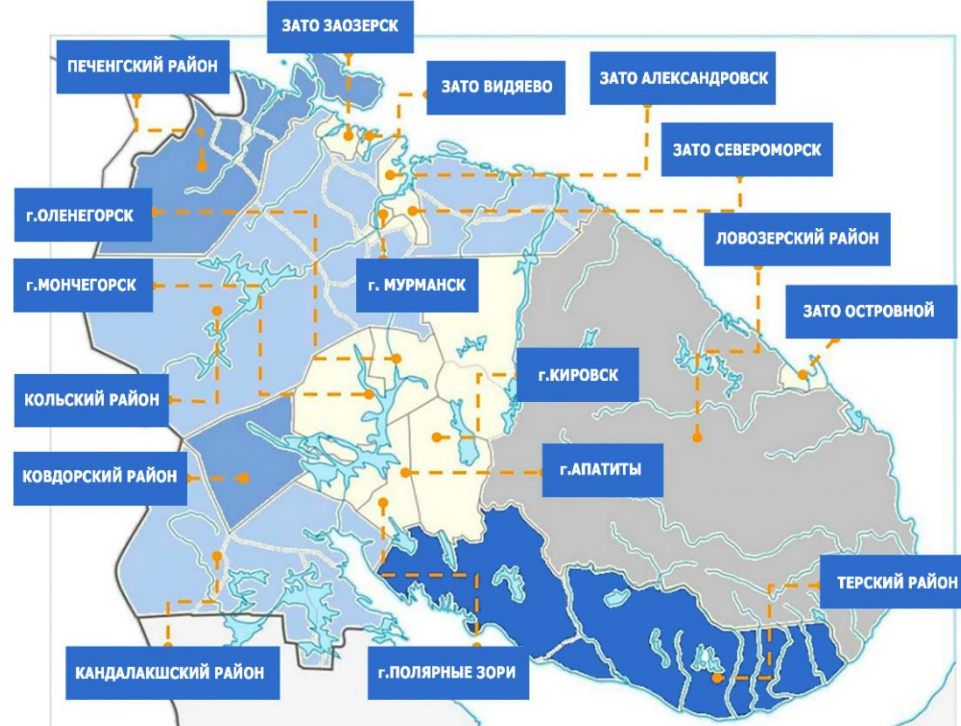 ЗАТО ЗАОЗЕРСК
ПЕЧЕНГСКИЙ РАЙОН
ЗАТО ВИДЯЕВО
ЗАТО АЛЕКСАНДРОВСК
ЗАТО СЕВЕРОМОРСК
г.ОЛЕНЕГОРСК
ЛОВОЗЕРСКИЙ РАЙОН
г.МОНЧЕГОРСК
г. МУРМАНСК
ЗАТО ОСТРОВНОЙ
г.КИРОВСК
КОЛЬСКИЙ РАЙОН
г.АПАТИТЫ
КОВДОРСКИЙ РАЙОН
ТЕРСКИЙ РАЙОН
КАНДАЛАКШСКИЙ РАЙОН
г.ПОЛЯРНЫЕ ЗОРИ